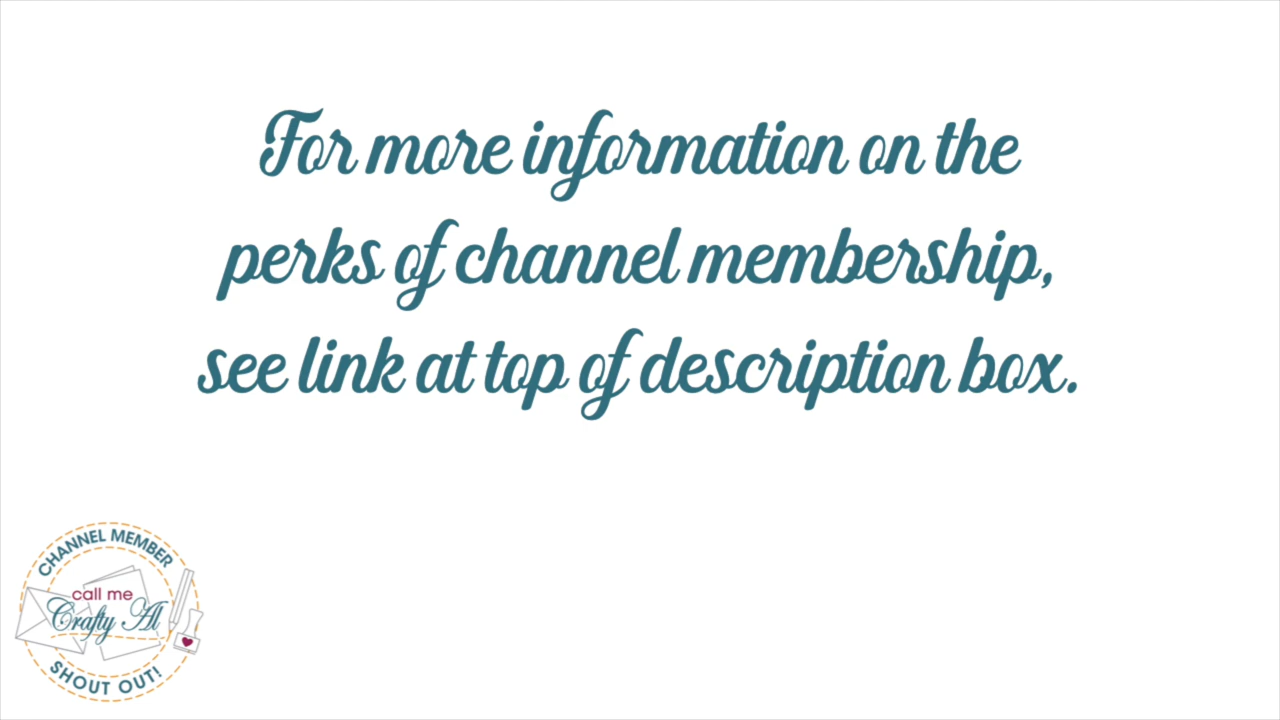 For more information on the
perks of channel membership,
see link at top of description box.
CHANNEL MEMBER
call me
Crafty Al
SHOUT OUT!